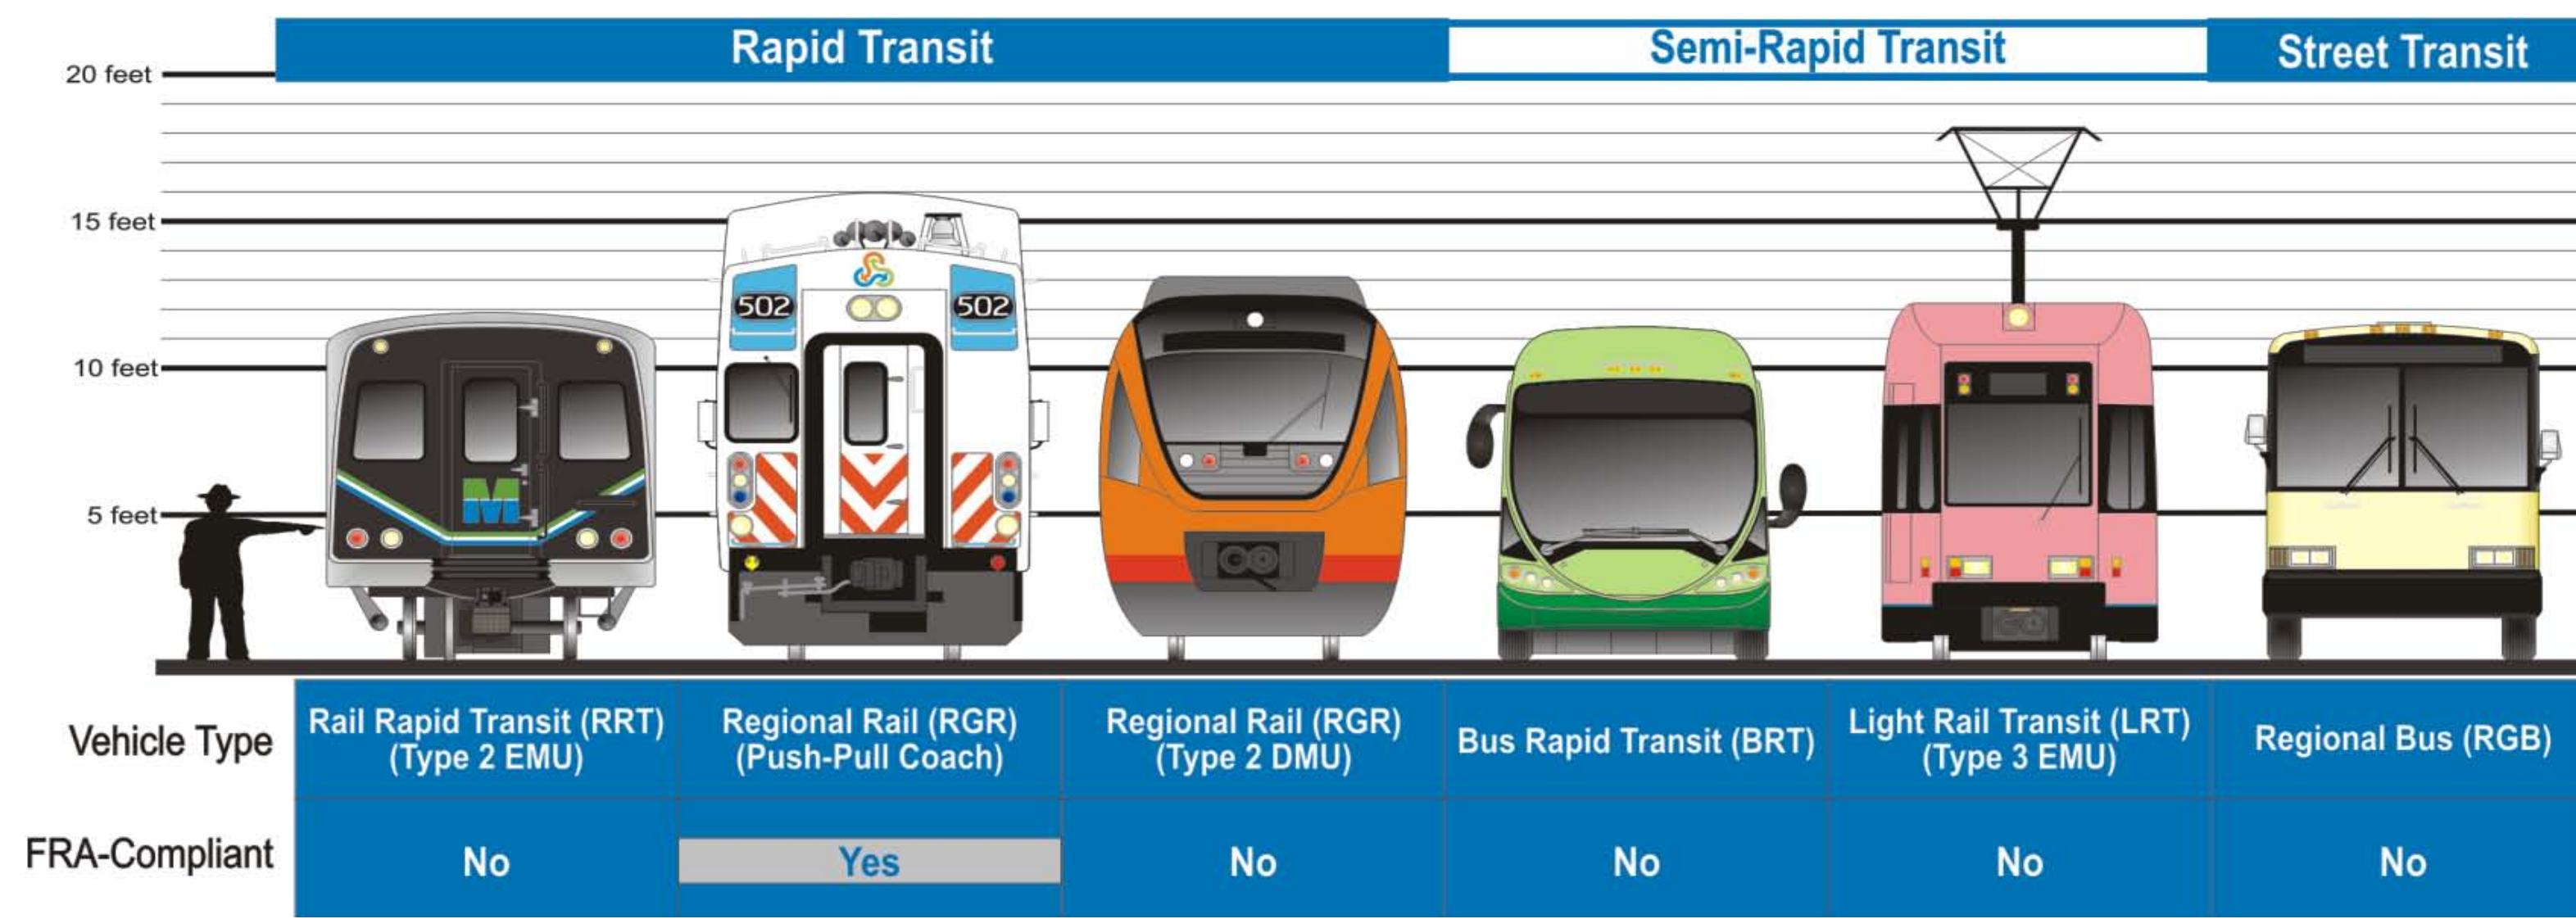 Rapid Transit
Semi-Rapid Transit
Street Transit
20 feet
15 feet
10 feet
5 feet
502
502
M
Vehicle Type
Rail Rapid Transit (RRT)
(Type 2 EMU)
Regional Rail (RGR)
(Push-Pull Coach)
Regional Rail (RGR)
(Type 2 DMU)
Bus Rapid Transit (BRT)
Light Rail Transit (LRT)
(Type 3 EMU)
Regional Bus (RGB)
FRA-Compliant
No
Yes
No
No
No
No